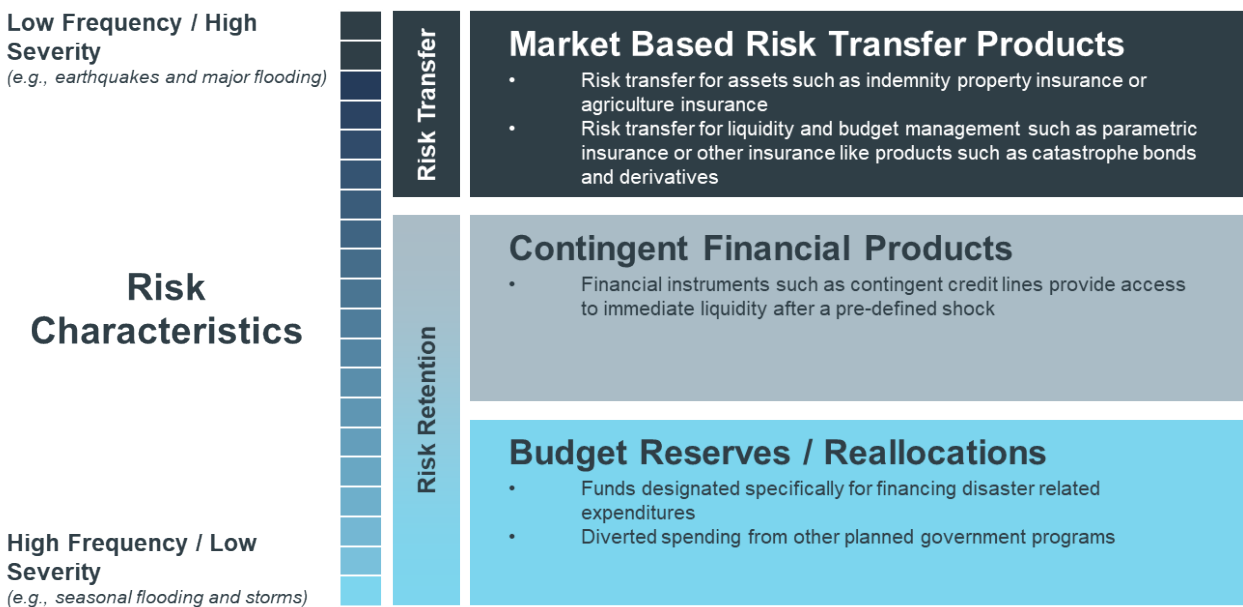 Low Frequency / High
Severity
(e.g., earthquakes and major flooding)
Risk
Characteristics
High Frequency / Low
Severity
(e.g., seasonal flooding and storms)
Risk Transfer
Risk Retention
Market Based Risk Transfer Products
• Risk transfer for assets such as indemnity property insurance or
agriculture insurance
• Risk transfer for liquidity and budget management such as parametric
insurance or other insurance like products such as catastrophe bonds
and derivatives
Contingent Financial Products
• Financial instruments such as contingent credit lines provide access
to immediate liquidity after a pre-defined shock
Budget Reserves / Reallocations
• Funds designated specifically for financing disaster related
expenditures
• Diverted spending from other planned government programs